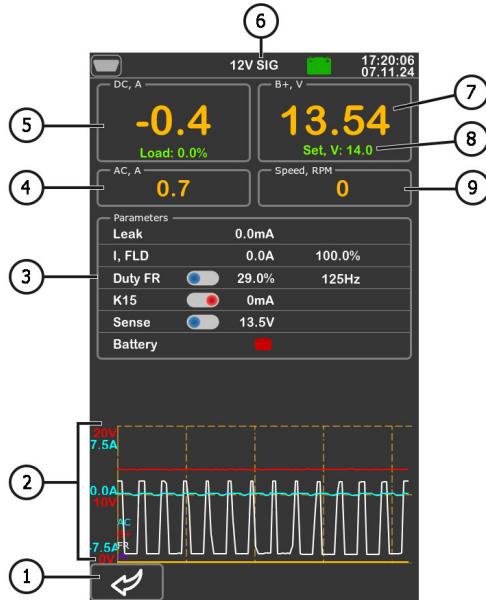 6
12V SIG
17:20:06
07.11.24
DC, A
-0.4
Load: 0.0%
5
B+, V
13.54
Set, V: 14.0
7
8
AC, A
0.7
4
Speed, RPM
0
9
Parameters
3
Leak 0.0mA
I, FLD 0.0A 100.0%
Duty FR 29.0% 125Hz
K15 0mA
Sense 13.5V
Battery
2
20V
7.5A
0.0A
10V
AC
FR
-7.5A
0V
1